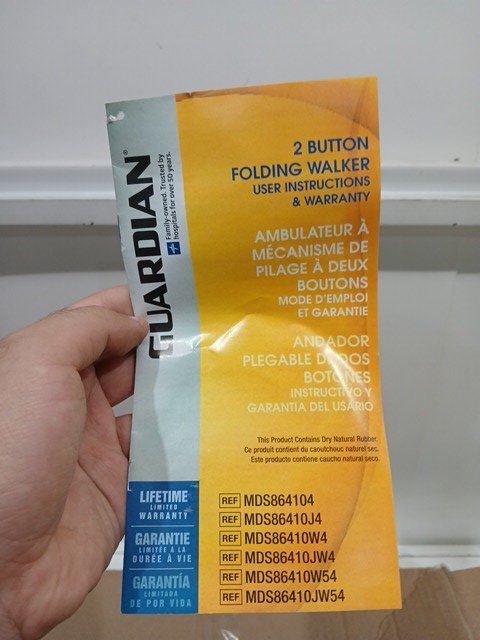 GUARDIAN®
Family-owned. Trusted by
hospitals for over 50 years.
2 BUTTON
FOLDING WALKER
USER INSTRUCTIONS
& WARRANTY
AMBULATEUR À
MÉCANISME DE
PILAGE À DEUX
BOUTONS
MODE D'EMPLOI
ET GARANTIE
ANDADOR
PLEGABLE DE DOS
BOTONES
INSTRUCTIVO Y
GARANTIA DEL USARIO
This Product Contains Dry Natural Rubber.
Ce produit contient du caoutchouc naturel sec.
Este producto contiene caucho natural seco.
LIFETIME
LIMITED
WARRANTY
GARANTIE
LIMITÉE À LA
DURÉE À VIE
GARANTÍA
LIMITADA
DE POR VIDA
REF MDS864104
REF MDS86410J4
REF MDS86410W4
REF MDS86410JW4
REF MDS86410W54
REF MDS86410JW54